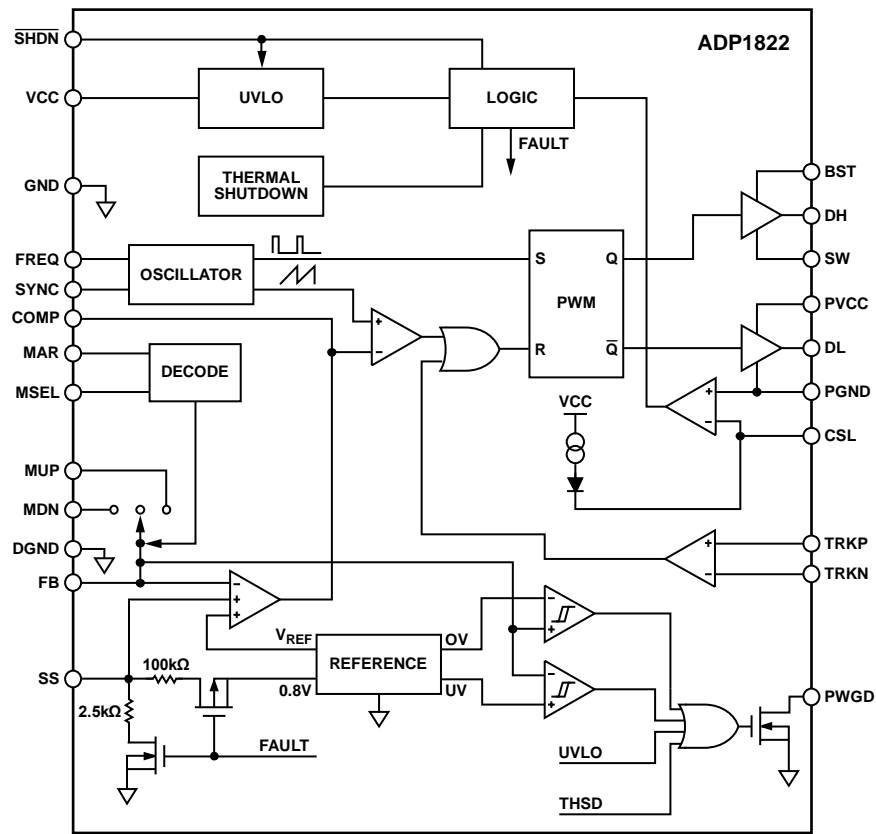 ADP1822
SHDN
VCC
UVLO
LOGIC
FAULT
GND
THERMAL
SHUTDOWN
BST
DH
SW
FREQ
SYNC
OSCILLATOR
COMP
S
Q
PWM
R
Q
+
−
PVCC
DL
PGND
CSL
+
−
VCC
MAR
MSEL
DECODE
MUP
MDN
DGND
FB
TRKP
TRKN
+
−
−
+
+
VREF
REFERENCE
OV
UV
0.8V
−
+
−
+
SS
100kΩ
2.5kΩ
FAULT
PWGD
UVLO
THSD